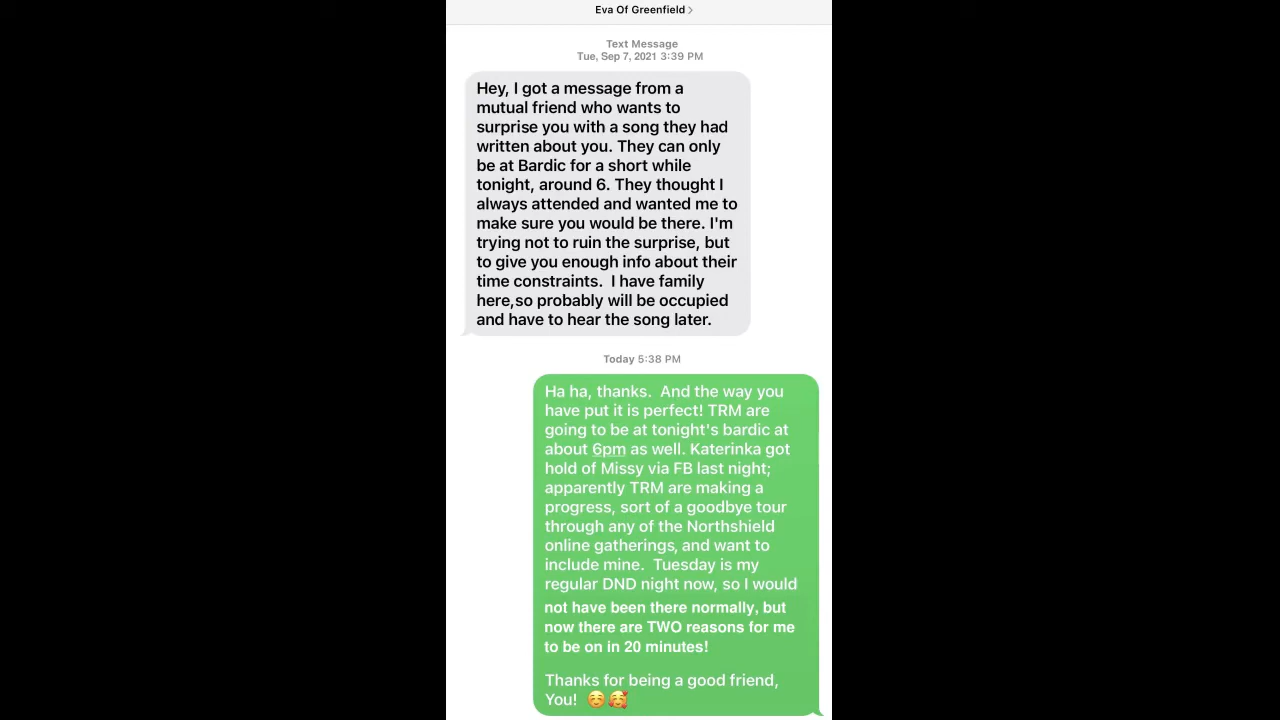 Eva Of Greenfield >
Text Message
Tue, Sep 7, 2021 3:39 PM
Hey, I got a message from a
mutual friend who wants to
surprise you with a song they had
written about you. They can only
be at Bardic for a short while
tonight, around 6. They thought I
always attended and wanted me to
make sure you would be there. I'm
trying not to ruin the surprise, but
to give you enough info about their
time constraints.  I have family
here,so probably will be occupied
and have to hear the song later.
Today 5:38 PM
Ha ha, thanks.  And the way you
have put it is perfect! TRM are
going to be at tonight's bardic at
about 6pm as well. Katerinka got
hold of Missy via FB last night;
apparently TRM are making a
progress, sort of a goodbye tour
through any of the Northshield
online gatherings, and want to
include mine.  Tuesday is my
regular DND night now, so I would
not have been there normally, but
now there are TWO reasons for me
to be on in 20 minutes!
Thanks for being a good friend,
You! ☺️🥰